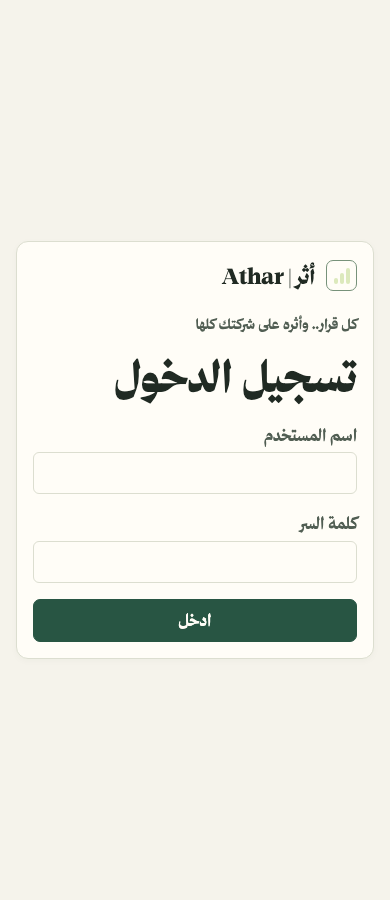 أثر | Athar
كل قرار.. وأثره على شركتك كلها
تسجيل الدخول
اسم المستخدم
كلمة السر
ادخل